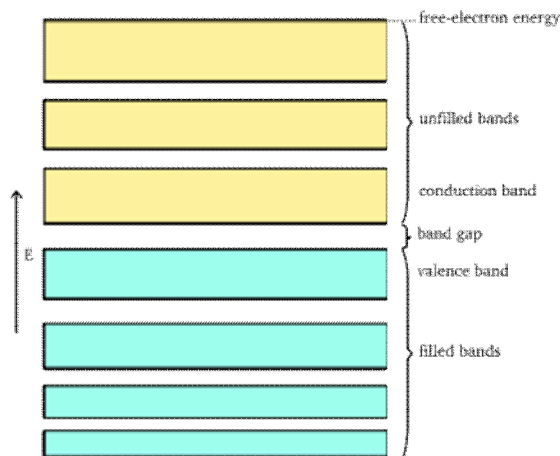 free-electron energy
unfilled bands
conduction band
band gap
E
valence band
filled bands